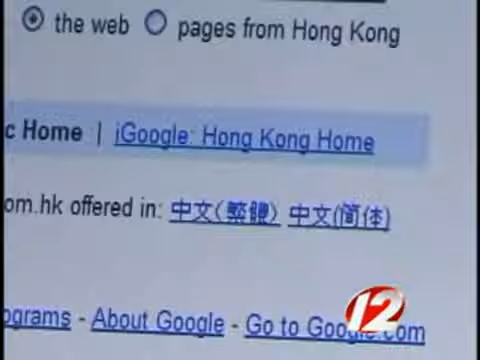 the web pages from Hong Kong
c Home | iGoogle: Hong Kong Home
om.hk offered in: 中文(繁體) 中文(简体)
ograms - About Google - Go to Google.com
12